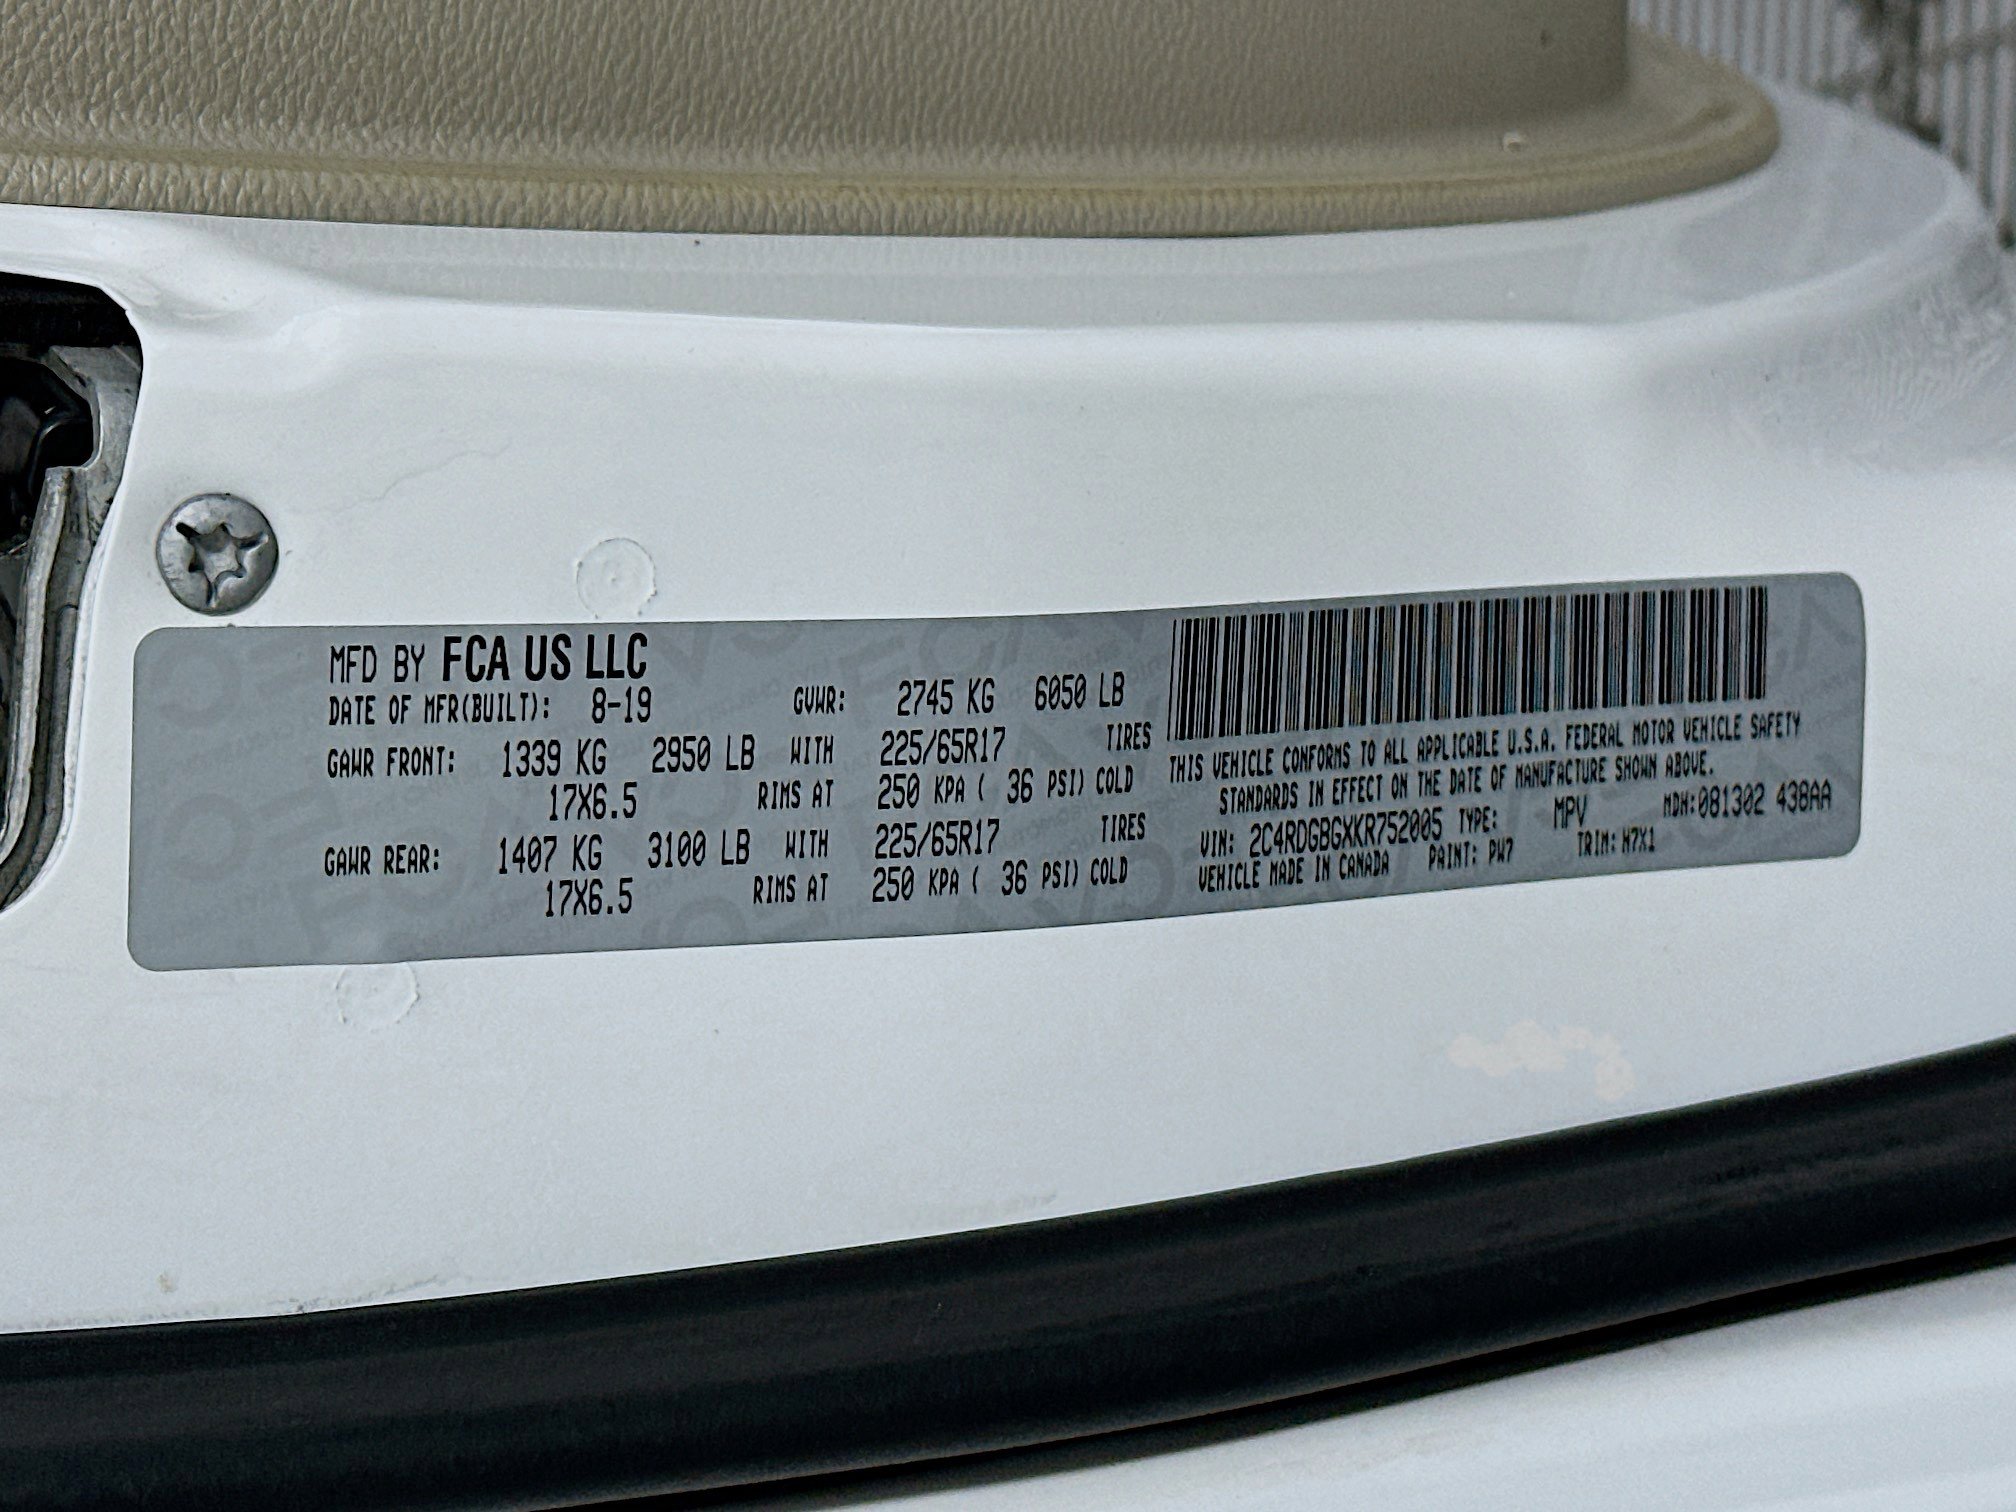 MFD BY FCA US LLC
DATE OF MFR(BUILT): 8-19 GVWR: 2745 KG 6050 LB
GAWR FRONT: 1339 KG 2950 LB WITH 225/65R17 TIRES
17X6.5 RIMS AT 250 KPA ( 36 PSI) COLD
GAWR REAR: 1407 KG 3100 LB WITH 225/65R17 TIRES
17X6.5 RIMS AT 250 KPA ( 36 PSI) COLD
THIS VEHICLE CONFORMS TO ALL APPLICABLE U.S.A. FEDERAL MOTOR VEHICLE SAFETY
STANDARDS IN EFFECT ON THE DATE OF MANUFACTURE SHOWN ABOVE.
VIN: 2C4RDGBGXKR752005 TYPE: MPV MDH:081302 438AA
VEHICLE MADE IN CANADA PAINT: PW7 TRIM: H7X1